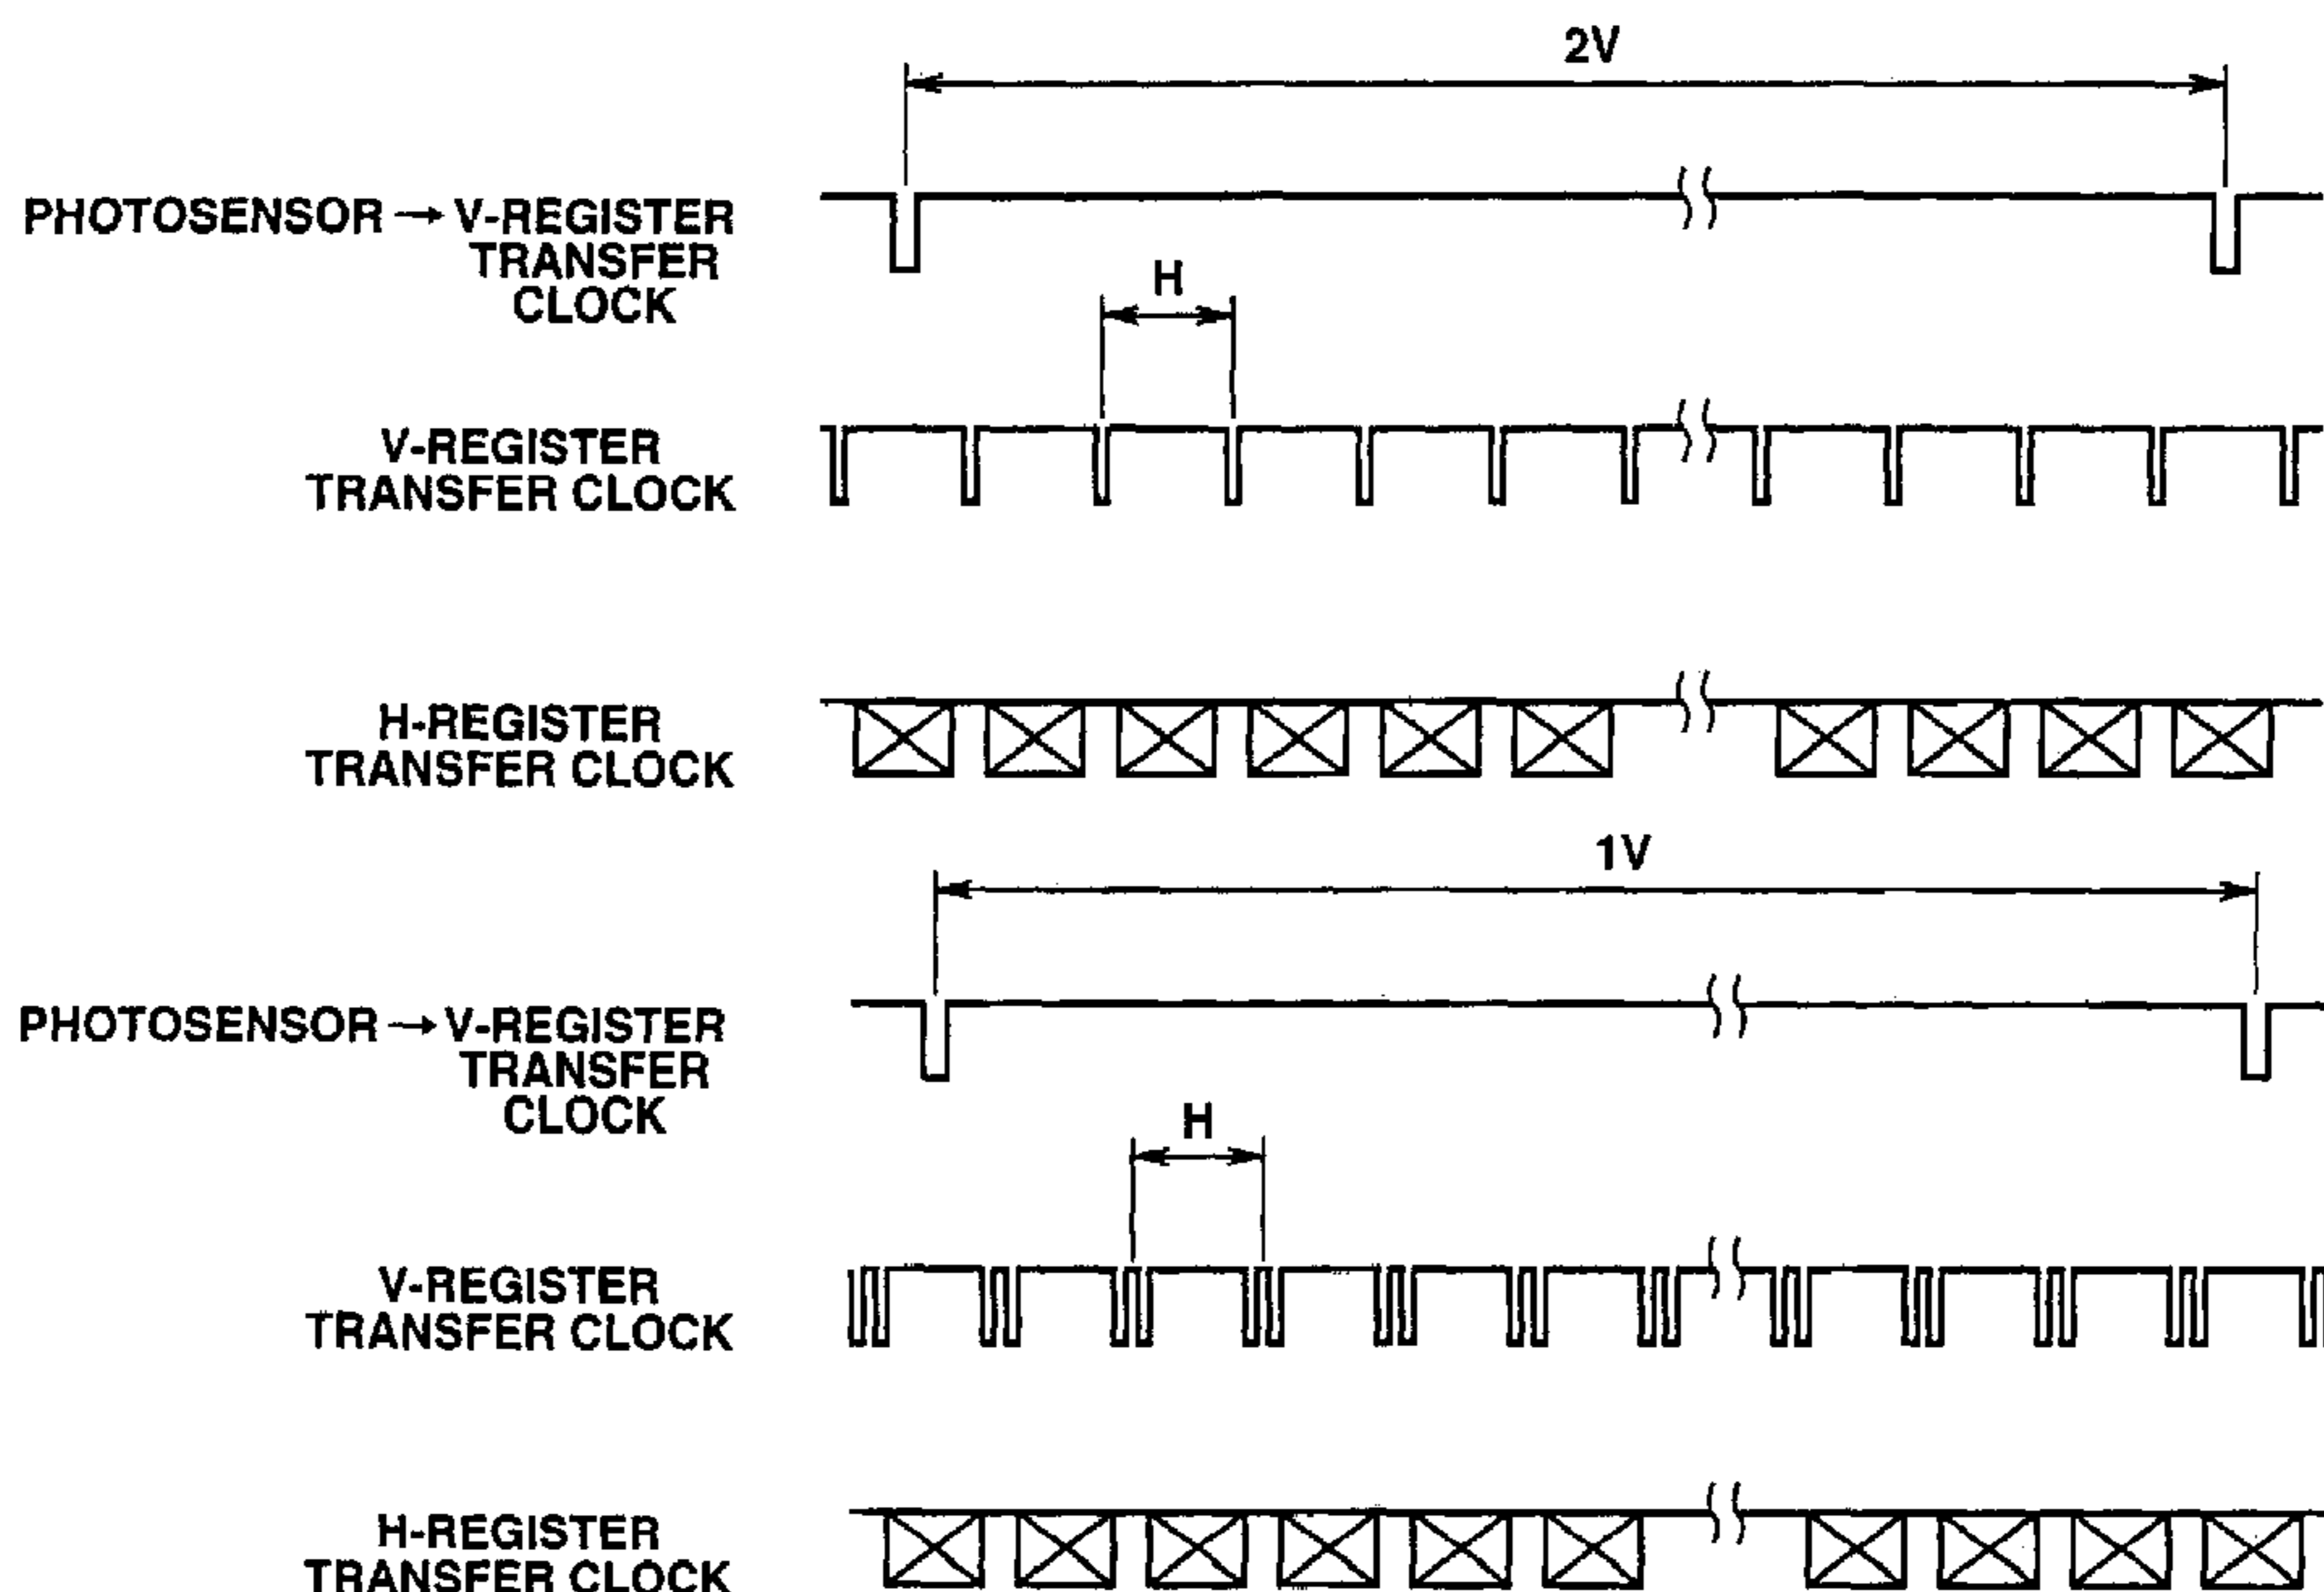 2V
PHOTOSENSOR → V-REGISTER
TRANSFER
CLOCK
H
V-REGISTER
TRANSFER CLOCK
H-REGISTER
TRANSFER CLOCK
1V
PHOTOSENSOR → V-REGISTER
TRANSFER
CLOCK
H
V-REGISTER
TRANSFER CLOCK
H-REGISTER
TRANSFER CLOCK